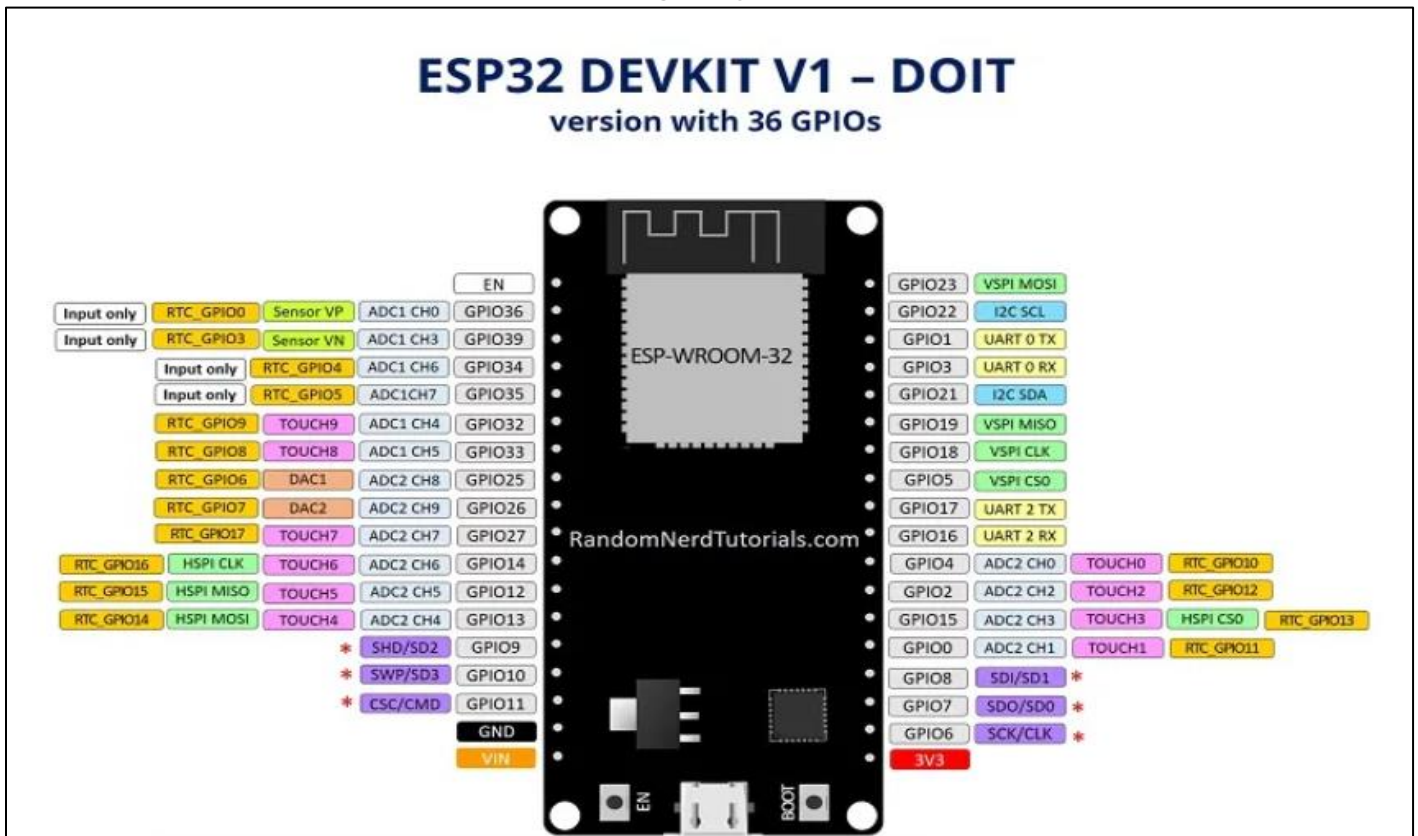 ESP32 DEVKIT V1 – DOIT
version with 36 GPIOs
EN
GPIO23 VSPI MOSI
Input only RTC_GPIO0 Sensor VP ADC1 CH0 GPIO36
GPIO22 I2C SCL
Input only RTC_GPIO3 Sensor VN ADC1 CH3 GPIO39
GPIO1 UART 0 TX
Input only RTC_GPIO4 ADC1 CH6 GPIO34
ESP-WROOM-32
GPIO3 UART 0 RX
Input only RTC_GPIO5 ADC1CH7 GPIO35
GPIO21 I2C SDA
RTC_GPIO9 TOUCH9 ADC1 CH4 GPIO32
GPIO19 VSPI MISO
RTC_GPIO8 TOUCH8 ADC1 CH5 GPIO33
GPIO18 VSPI CLK
RTC_GPIO6 DAC1 ADC2 CH8 GPIO25
GPIO5 VSPI CS0
RTC_GPIO7 DAC2 ADC2 CH9 GPIO26
GPIO17 UART 2 TX
RTC_GPIO17 TOUCH7 ADC2 CH7 GPIO27
RandomNerdTutorials.com
GPIO16 UART 2 RX
RTC_GPIO16 HSPI CLK TOUCH6 ADC2 CH6 GPIO14
GPIO4 ADC2 CH0 TOUCH0 RTC_GPIO10
RTC_GPIO15 HSPI MISO TOUCH5 ADC2 CH5 GPIO12
GPIO2 ADC2 CH2 TOUCH2 RTC_GPIO12
RTC_GPIO14 HSPI MOSI TOUCH4 ADC2 CH4 GPIO13
GPIO15 ADC2 CH3 TOUCH3 HSPI CS0 RTC_GPIO13
* SHD/SD2 GPIO9
GPIO0 ADC2 CH1 TOUCH1 RTC_GPIO11
* SWP/SD3 GPIO10
GPIO8 SDI/SD1 *
* CSC/CMD GPIO11
GPIO7 SDO/SD0 *
GND
GPIO6 SCK/CLK *
VIN
3V3
EN
BOOT